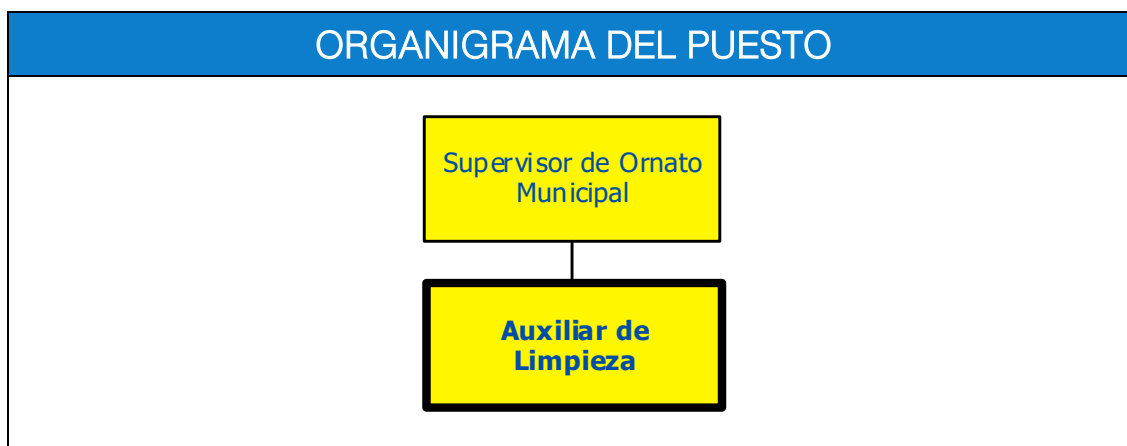 ORGANIGRAMA DEL PUESTO
Supervisor de Ornato
Municipal
Auxiliar de
Limpieza